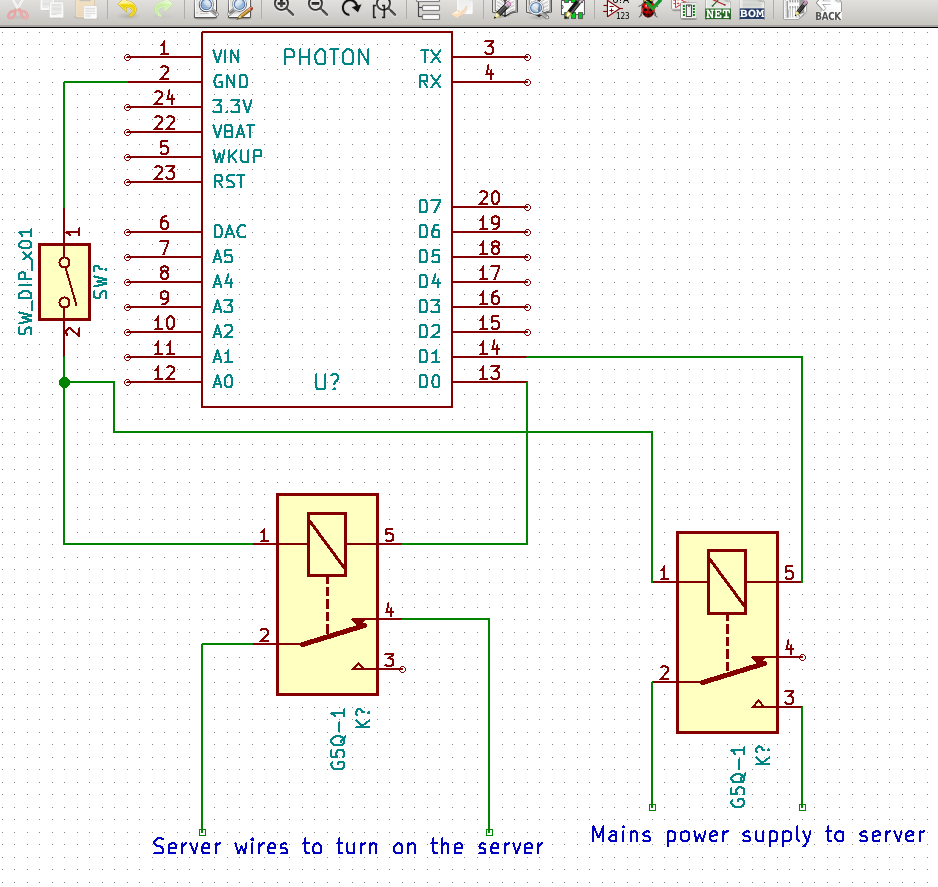 123
NET
BOM
BACK
PHOTON
1 VIN
2 GND
24 3.3V
22 VBAT
5 WKUP
23 RST
6 DAC
7 A5
8 A4
9 A3
10 A2
11 A1
12 A0
U?
TX 3
RX 4
D7 20
D6 19
D5 18
D4 17
D3 16
D2 15
D1 14
D0 13
SW_DIP_x01
SW?
1
2
1
5
4
2
3
G5Q-1
K?
1
5
4
2
3
G5Q-1
K?
Server wires to turn on the server
Mains power supply to server